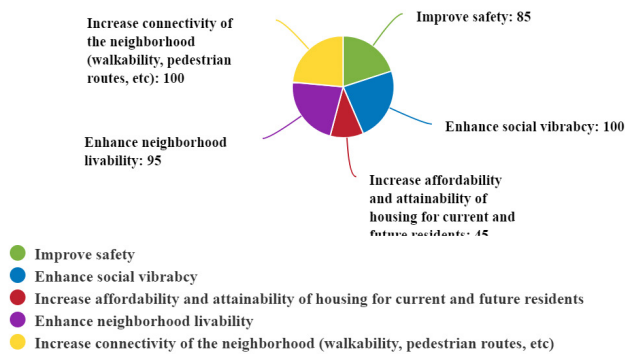 Increase connectivity of
the neighborhood
(walkability, pedestrian
routes, etc): 100
Improve safety: 85
Enhance social vibrabcy: 100
Enhance neighborhood
livability: 95
Increase affordability
and attainability of
housing for current and
future residents: 45
Improve safety
Enhance social vibrabcy
Increase affordability and attainability of housing for current and future residents
Enhance neighborhood livability
Increase connectivity of the neighborhood (walkability, pedestrian routes, etc)